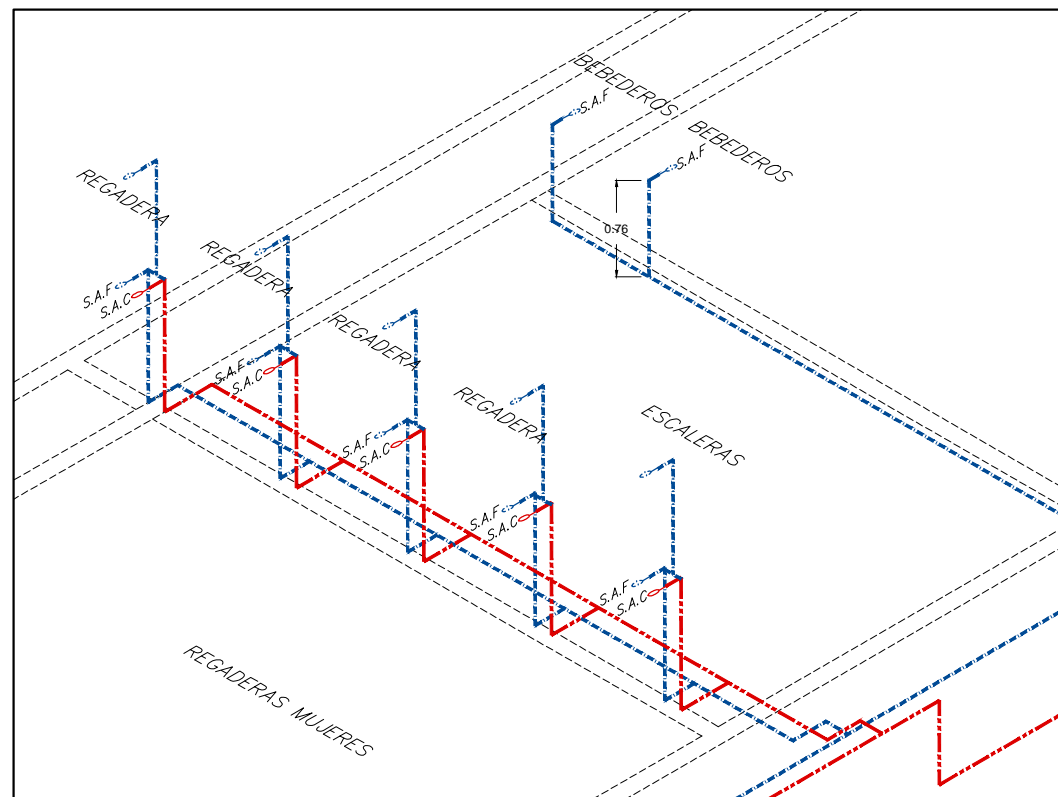 BEBEDEROS
S.A.F
BEBEDEROS
S.A.F
REGADERA
0.76
REGADERA
S.A.F
S.A.C
REGADERA
S.A.F
S.A.C
REGADERA
ESCALERAS
S.A.F
S.A.C
S.A.F
S.A.C
S.A.F
S.A.C
REGADERAS MUJERES